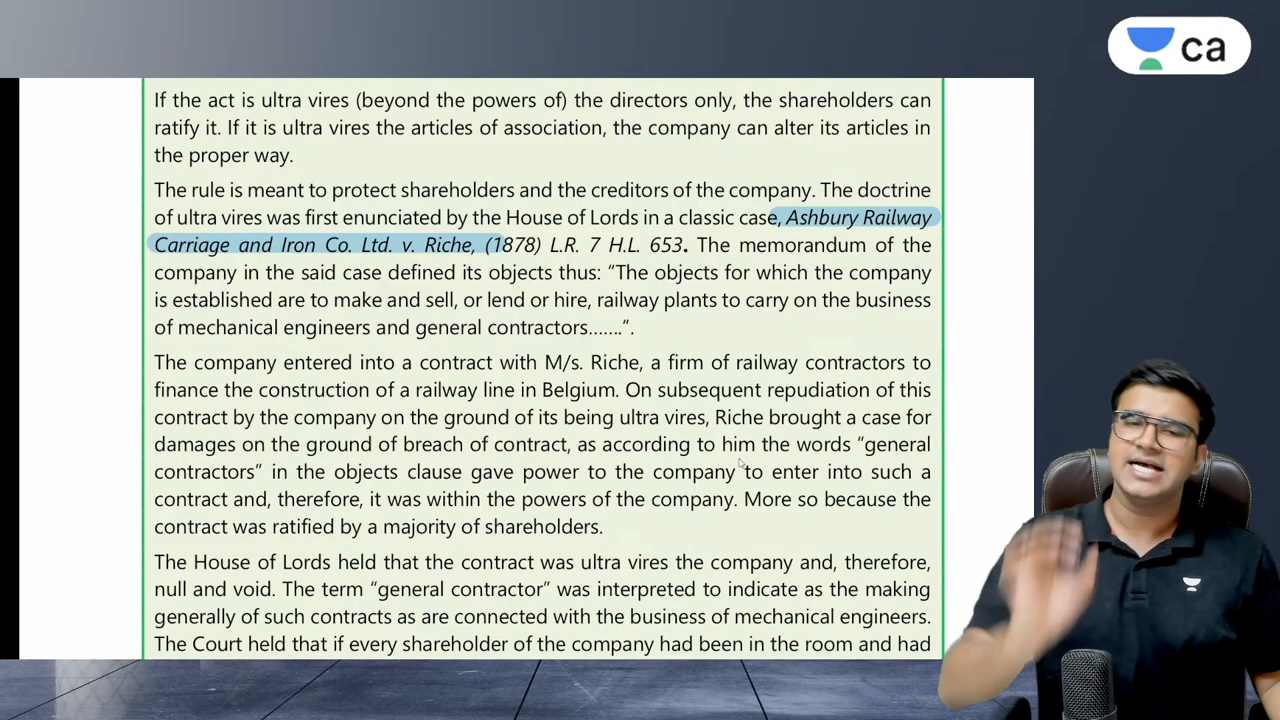 ca
If the act is ultra vires (beyond the powers of) the directors only, the shareholders can
ratify it. If it is ultra vires the articles of association, the company can alter its articles in
the proper way.
The rule is meant to protect shareholders and the creditors of the company. The doctrine
of ultra vires was first enunciated by the House of Lords in a classic case, Ashbury Railway
Carriage and Iron Co. Ltd. v. Riche, (1878) L.R. 7 H.L. 653. The memorandum of the
company in the said case defined its objects thus: “The objects for which the company
is established are to make and sell, or lend or hire, railway plants to carry on the business
of mechanical engineers and general contractors.......”.
The company entered into a contract with M/s. Riche, a firm of railway contractors to
finance the construction of a railway line in Belgium. On subsequent repudiation of this
contract by the company on the ground of its being ultra vires, Riche brought a case for
damages on the ground of breach of contract, as according to him the words “general
contractors” in the objects clause gave power to the company to enter into such a
contract and, therefore, it was within the powers of the company. More so because the
contract was ratified by a majority of shareholders.
The House of Lords held that the contract was ultra vires the company and, therefore,
null and void. The term “general contractor” was interpreted to indicate as the making
generally of such contracts as are connected with the business of mechanical engineers.
The Court held that if every shareholder of the company had been in the room and had